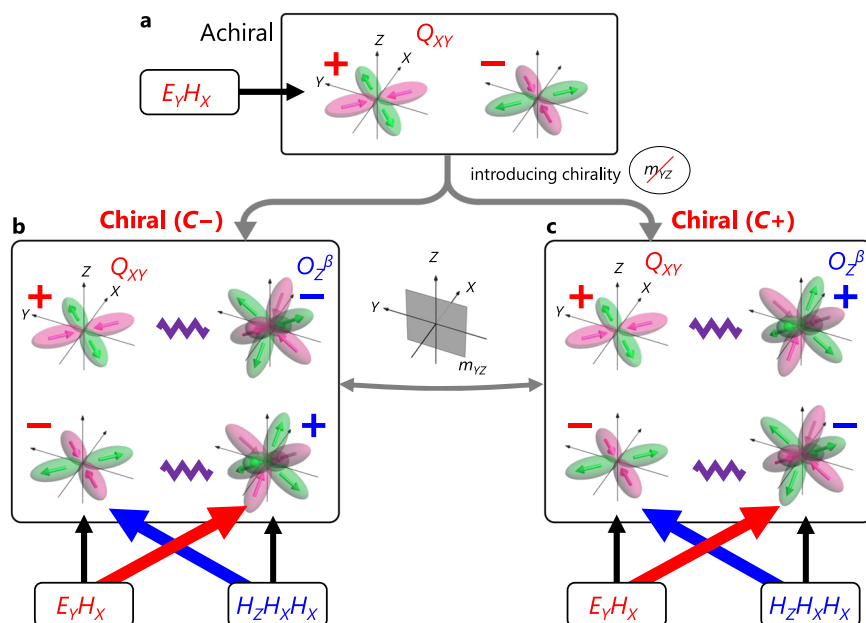 a
Achiral
Q_XY
+
−
Z
X
Y
E_Y H_X
introducing chirality
m_YZ
b
Chiral (C−)
Q_XY
O_Z^β
+
−
Z
X
Y
−
+
E_Y H_X
H_Z H_X H_X
Z
X
Y
m_YZ
c
Chiral (C+)
Q_XY
O_Z^β
+
+
Z
X
Y
−
−
E_Y H_X
H_Z H_X H_X